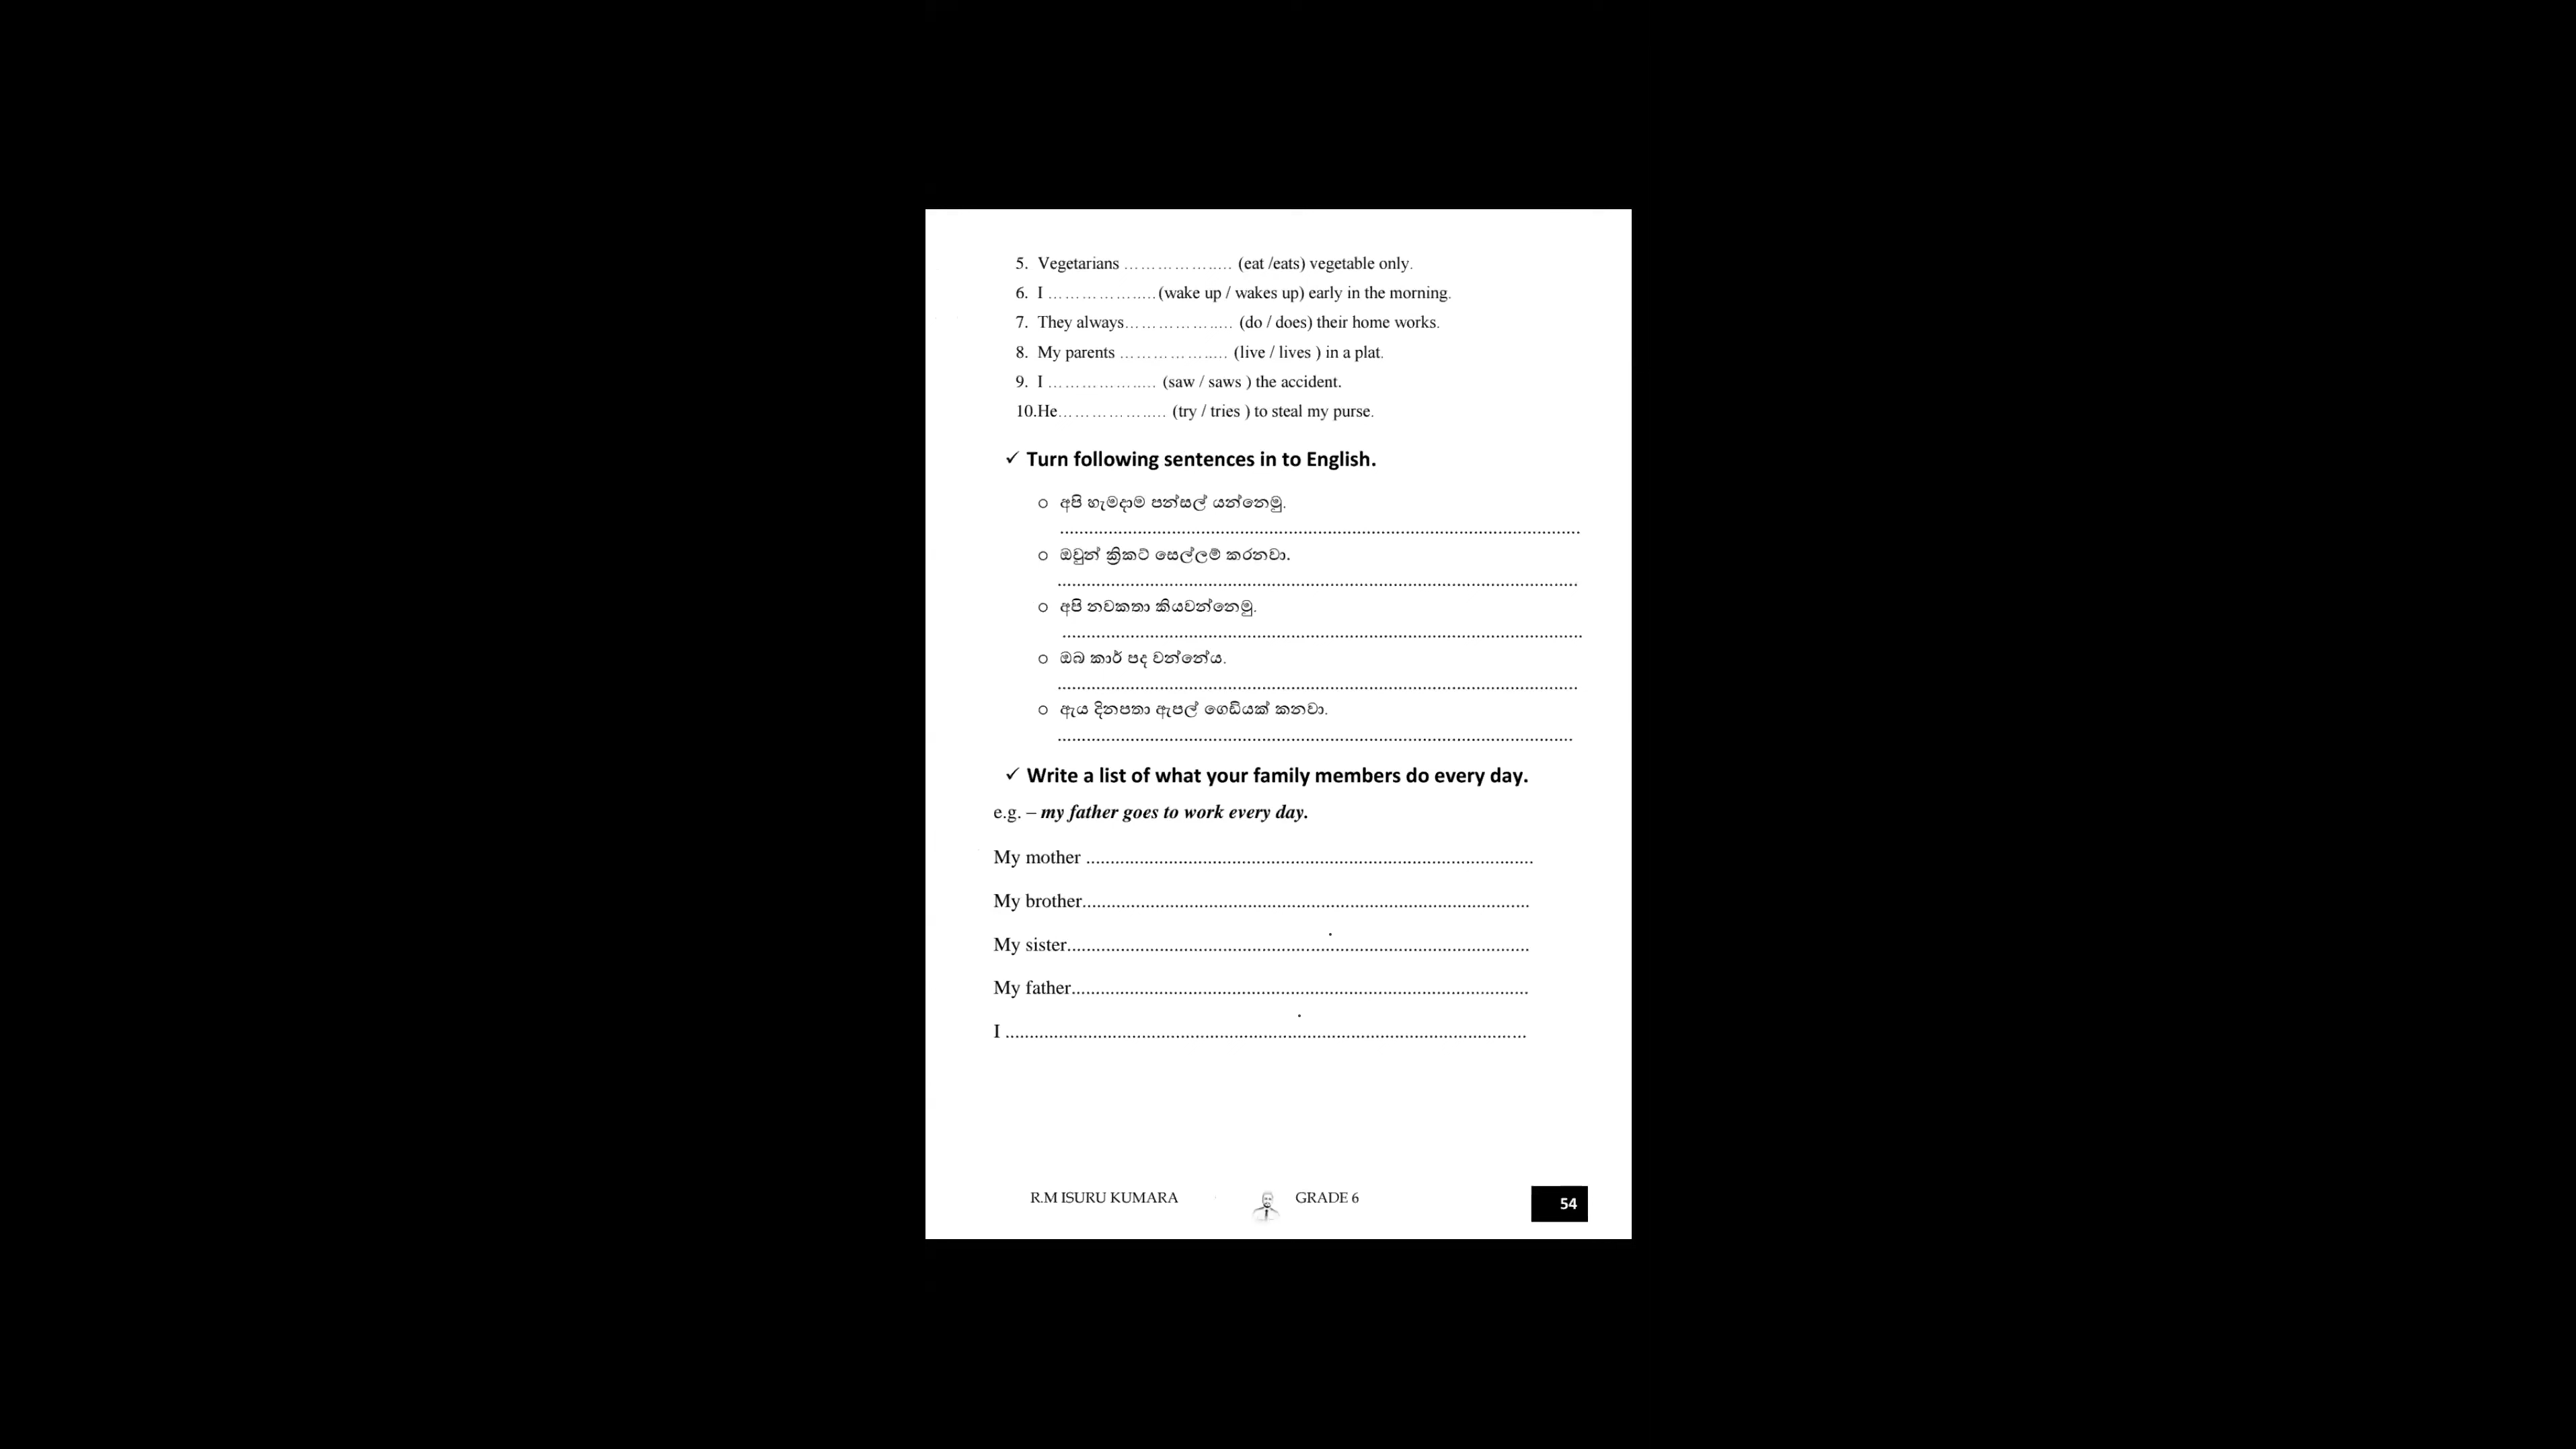 5. Vegetarians ……………..… (eat /eats) vegetable only.
6. I ……………..… (wake up / wakes up) early in the morning.
7. They always……………..… (do / does) their home works.
8. My parents ……………..… (live / lives ) in a plat.
9. I ……………..… (saw / saws ) the accident.
10.He……………..… (try / tries ) to steal my purse.
✓ Turn following sentences in to English.
○ අපි හැමදාම පන්සල් යන්නෙමු.
..........................................................................................................
○ ඔවුන් ක්‍රිකට් සෙල්ලම් කරනවා.
..........................................................................................................
○ අපි නවකතා කියවන්නෙමු.
..........................................................................................................
○ ඔබ කාර් පද වන්නේය.
..........................................................................................................
○ ඇය දිනපතා ඇපල් ගෙඩියක් කනවා.
..........................................................................................................
✓ Write a list of what your family members do every day.
e.g. – my father goes to work every day.
My mother ............................................................................................
My brother............................................................................................
My sister...............................................................................................
My father..............................................................................................
I ...........................................................................................................
R.M ISURU KUMARA GRADE 6 54